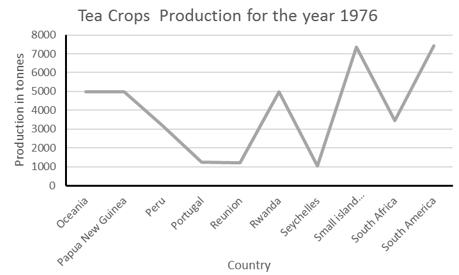 Tea Crops Production for the year 1976
Production in tonnes
8000
7000
6000
5000
4000
3000
2000
1000
0
Oceania
Papua New Guinea
Peru
Portugal
Reunion
Rwanda
Seychelles
Small island...
South Africa
South America
Country